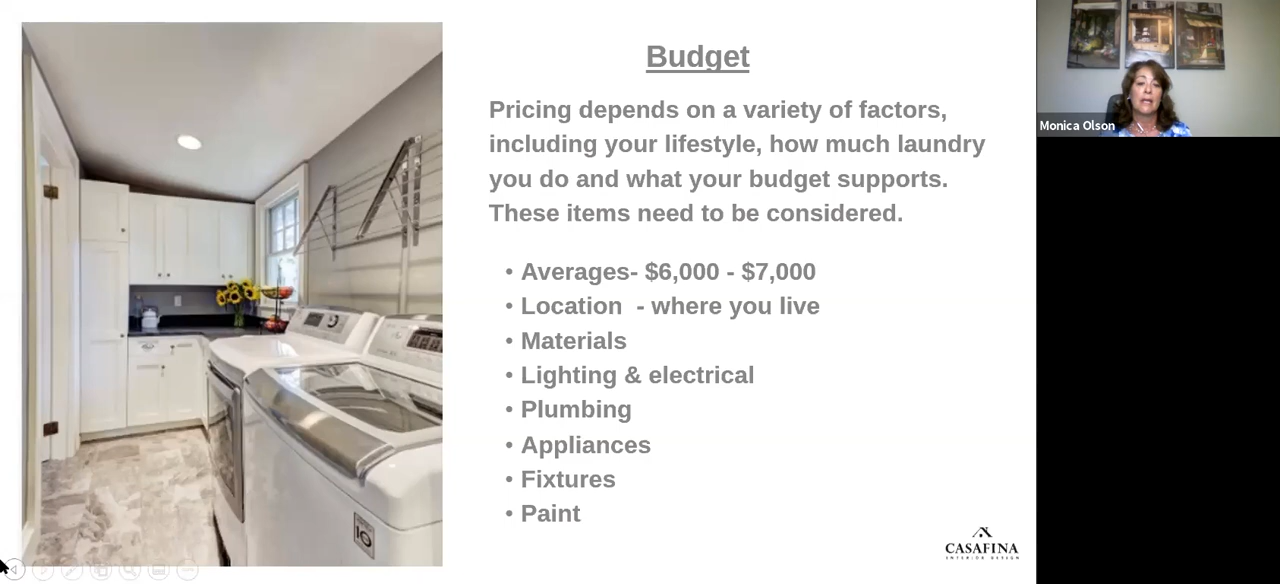 Budget
Pricing depends on a variety of factors,
including your lifestyle, how much laundry
you do and what your budget supports.
These items need to be considered.
• Averages- $6,000 - $7,000
• Location  - where you live
• Materials
• Lighting & electrical
• Plumbing
• Appliances
• Fixtures
• Paint
CASAFINA
INTERIOR DESIGN
Monica Olson